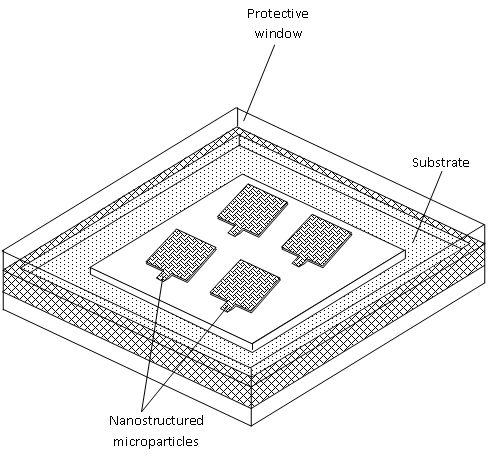 Protective
window
Substrate
Nanostructured
microparticles